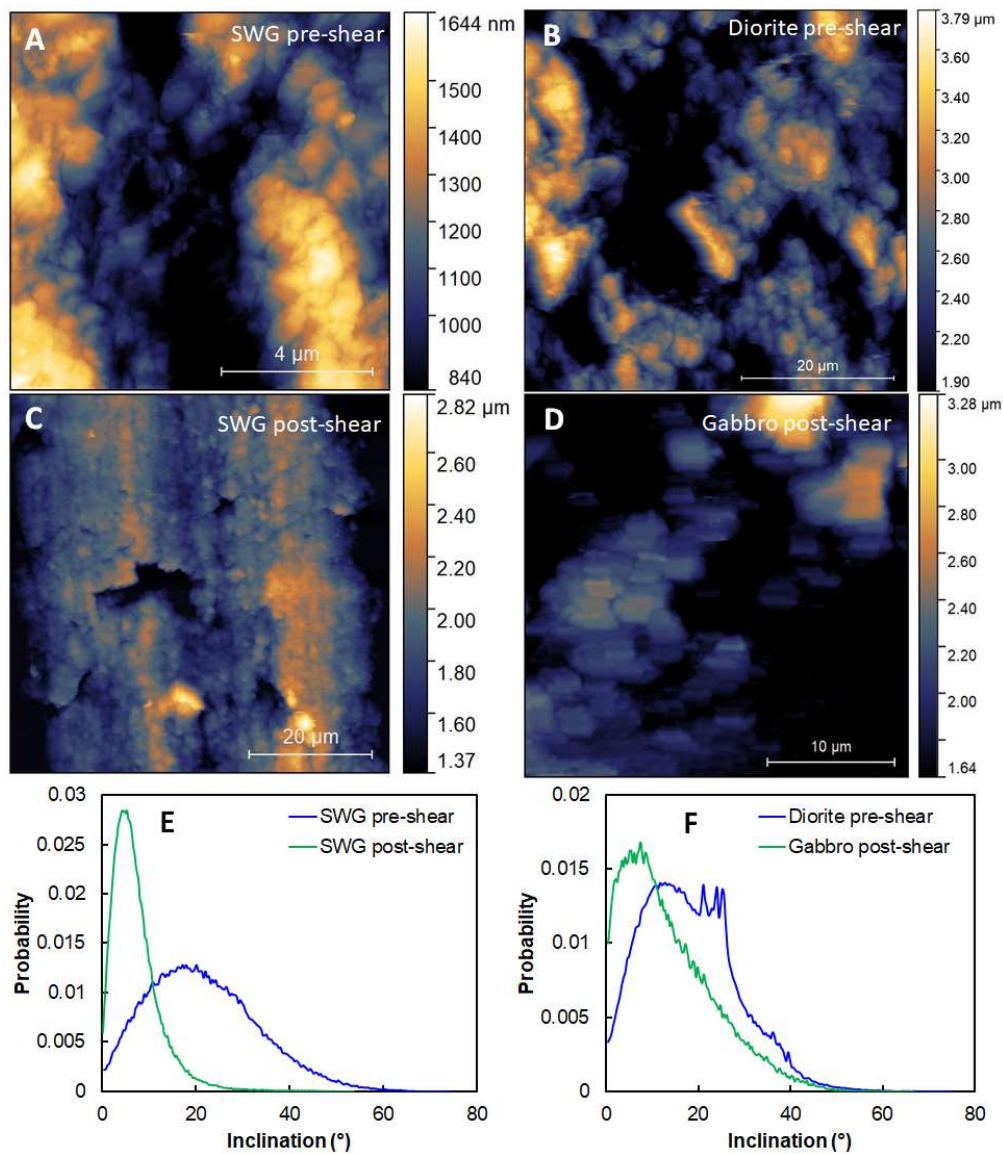 A
SWG pre-shear
4 µm
1644 nm
1500
1400
1300
1200
1100
1000
840
B
Diorite pre-shear
20 µm
3.79 µm
3.60
3.40
3.20
3.00
2.80
2.60
2.40
2.20
1.90
C
SWG post-shear
20 µm
2.82 µm
2.60
2.40
2.20
2.00
1.80
1.60
1.37
D
Gabbro post-shear
10 µm
3.28 µm
3.00
2.80
2.60
2.40
2.20
2.00
1.64
E
SWG pre-shear
SWG post-shear
Probability
0.03
0.025
0.02
0.015
0.01
0.005
0
0 20 40 60 80
Inclination (°)
F
Diorite pre-shear
Gabbro post-shear
Probability
0.02
0.015
0.01
0.005
0
0 20 40 60 80
Inclination (°)